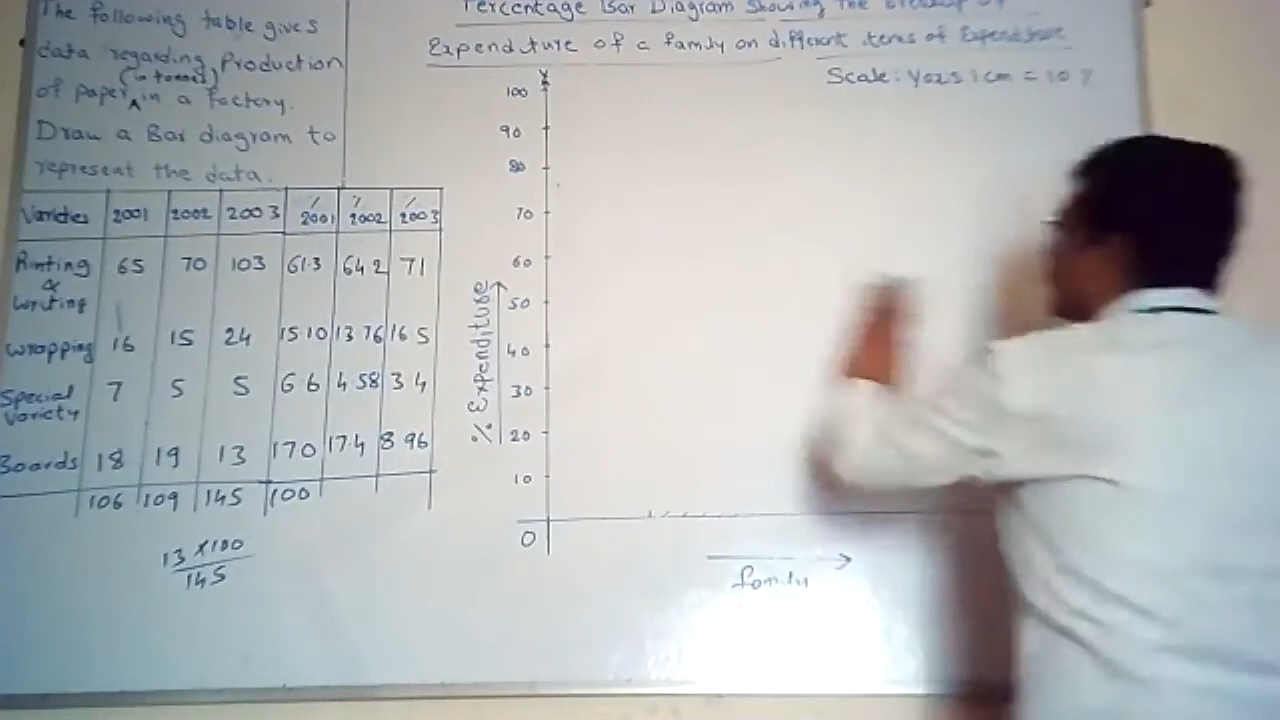 The following table gives
data regarding Production
(in tonnes)
of paper in a factory.
Draw a Bar diagram to
represent the data.
Varieties 2001 2002 2003 % 2001 % 2002 % 2003
Printing & Writing 65 70 103 61.3 64.2 71
Wrapping 16 15 24 15.10 13.76 16.5
Special Variety 7 5 5 6.6 4.58 3.4
Boards 18 19 13 17.0 17.4 8.96
106 109 145 100
13 × 100
145
Percentage Bar Diagram Showing The Breakup of
Expenditure of a family on different items of Expenditure
Scale: Y axis 1 cm = 10 %
Y
100
90
80
70
60
50
40
30
20
10
0
% Expenditure
family